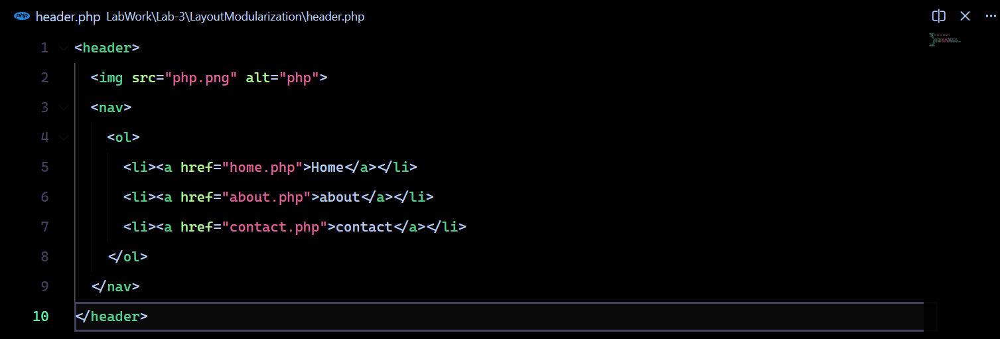 php header.php LabWork\Lab-3\LayoutModularization\header.php
1 <header>
2 <img src="php.png" alt="php">
3 <nav>
4 <ol>
5 <li><a href="home.php">Home</a></li>
6 <li><a href="about.php">about</a></li>
7 <li><a href="contact.php">contact</a></li>
8 </ol>
9 </nav>
10 </header>